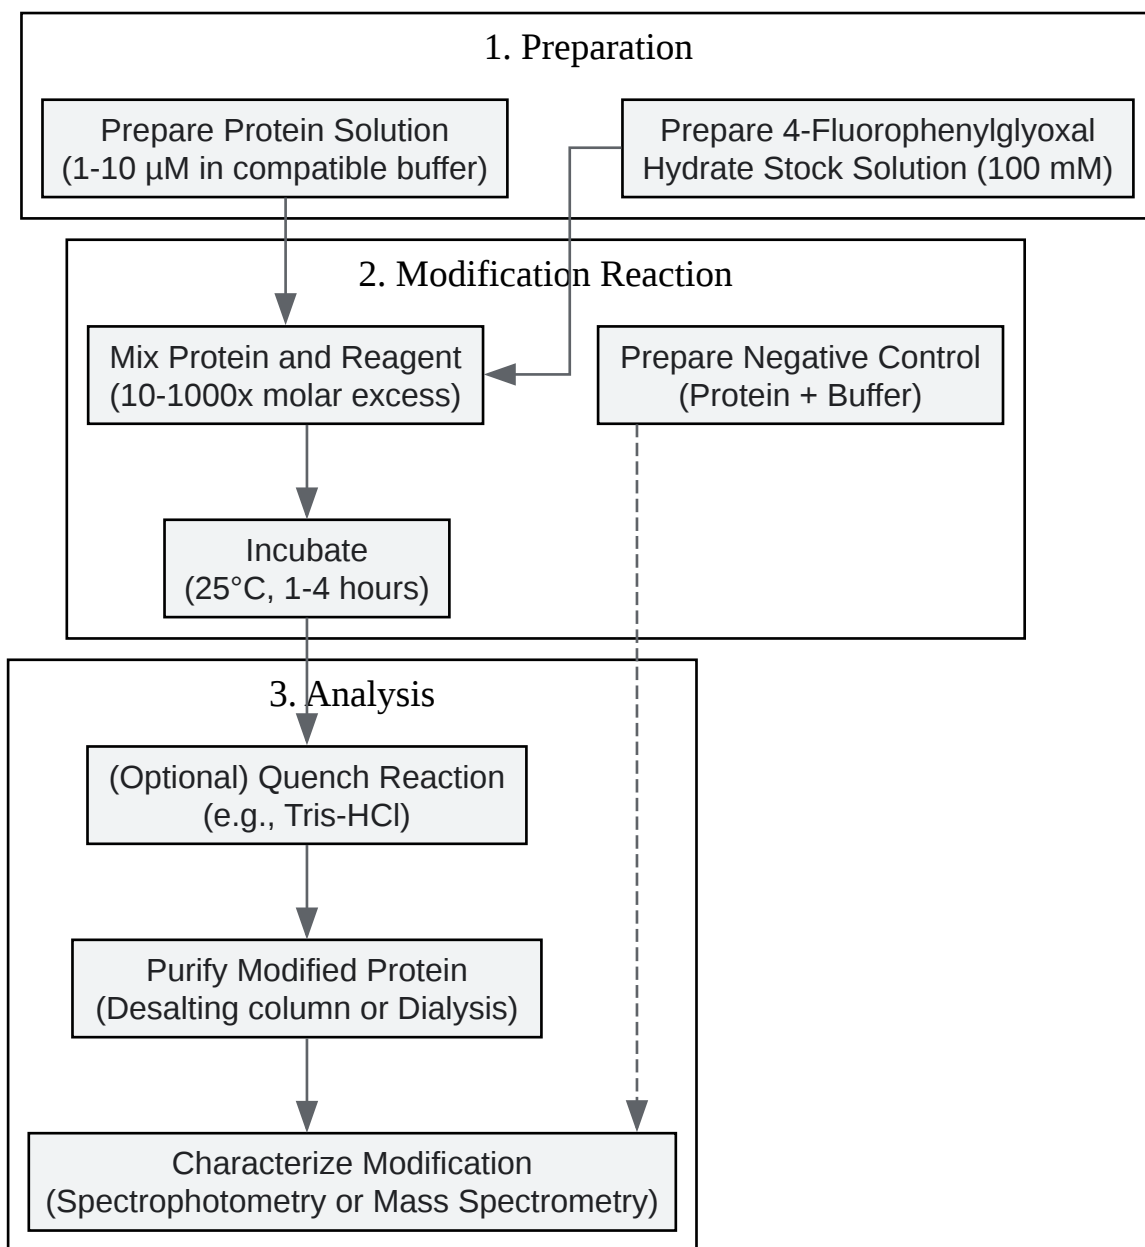 1. Preparation
Prepare Protein Solution
(1-10 µM in compatible buffer)
Prepare 4-Fluorophenylglyoxal
Hydrate Stock Solution (100 mM)
2. Modification Reaction
Mix Protein and Reagent
(10-1000x molar excess)
Prepare Negative Control
(Protein + Buffer)
Incubate
(25°C, 1-4 hours)
3. Analysis
(Optional) Quench Reaction
(e.g., Tris-HCl)
Purify Modified Protein
(Desalting column or Dialysis)
Characterize Modification
(Spectrophotometry or Mass Spectrometry)